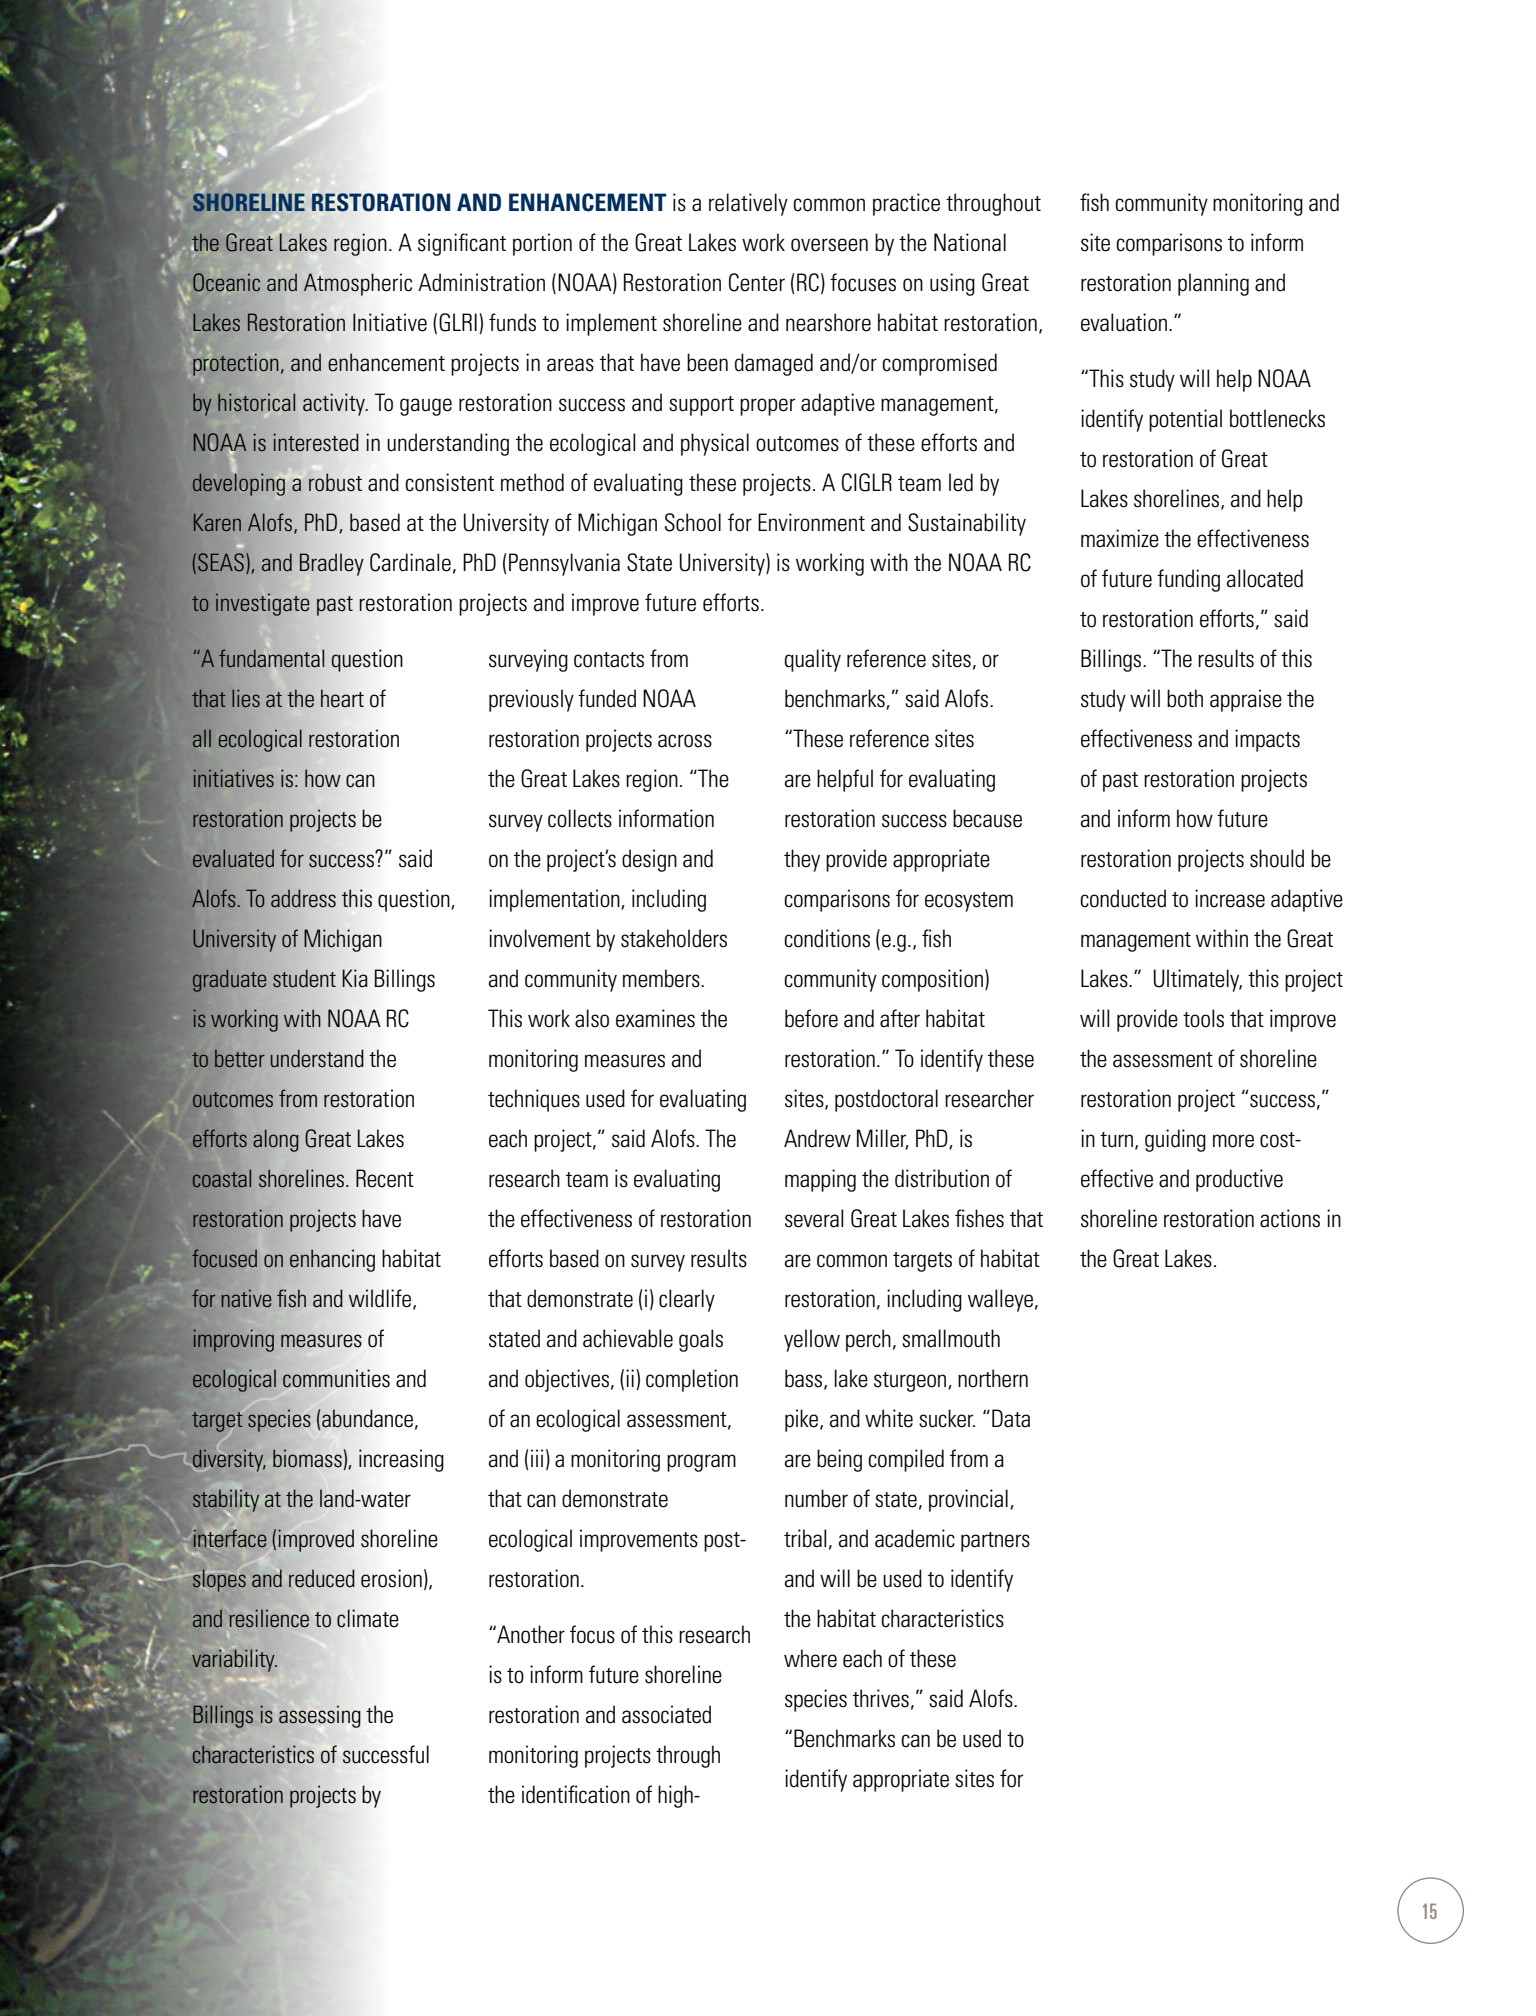 SHORELINE RESTORATION AND ENHANCEMENT is a relatively common practice throughout
the Great Lakes region. A significant portion of the Great Lakes work overseen by the National
Oceanic and Atmospheric Administration (NOAA) Restoration Center (RC) focuses on using Great
Lakes Restoration Initiative (GLRI) funds to implement shoreline and nearshore habitat restoration,
protection, and enhancement projects in areas that have been damaged and/or compromised
by historical activity. To gauge restoration success and support proper adaptive management,
NOAA is interested in understanding the ecological and physical outcomes of these efforts and
developing a robust and consistent method of evaluating these projects. A CIGLR team led by
Karen Alofs, PhD, based at the University of Michigan School for Environment and Sustainability
(SEAS), and Bradley Cardinale, PhD (Pennsylvania State University) is working with the NOAA RC
to investigate past restoration projects and improve future efforts.
“A fundamental question
that lies at the heart of
all ecological restoration
initiatives is: how can
restoration projects be
evaluated for success?” said
Alofs. To address this question,
University of Michigan
graduate student Kia Billings
is working with NOAA RC
to better understand the
outcomes from restoration
efforts along Great Lakes
coastal shorelines. Recent
restoration projects have
focused on enhancing habitat
for native fish and wildlife,
improving measures of
ecological communities and
target species (abundance,
diversity, biomass), increasing
stability at the land-water
interface (improved shoreline
slopes and reduced erosion),
and resilience to climate
variability.
Billings is assessing the
characteristics of successful
restoration projects by
surveying contacts from
previously funded NOAA
restoration projects across
the Great Lakes region. “The
survey collects information
on the project’s design and
implementation, including
involvement by stakeholders
and community members.
This work also examines the
monitoring measures and
techniques used for evaluating
each project,” said Alofs. The
research team is evaluating
the effectiveness of restoration
efforts based on survey results
that demonstrate (i) clearly
stated and achievable goals
and objectives, (ii) completion
of an ecological assessment,
and (iii) a monitoring program
that can demonstrate
ecological improvements post-
restoration.
“Another focus of this research
is to inform future shoreline
restoration and associated
monitoring projects through
the identification of high-
quality reference sites, or
benchmarks,” said Alofs.
“These reference sites
are helpful for evaluating
restoration success because
they provide appropriate
comparisons for ecosystem
conditions (e.g., fish
community composition)
before and after habitat
restoration.” To identify these
sites, postdoctoral researcher
Andrew Miller, PhD, is
mapping the distribution of
several Great Lakes fishes that
are common targets of habitat
restoration, including walleye,
yellow perch, smallmouth
bass, lake sturgeon, northern
pike, and white sucker. “Data
are being compiled from a
number of state, provincial,
tribal, and academic partners
and will be used to identify
the habitat characteristics
where each of these
species thrives,” said Alofs.
“Benchmarks can be used to
identify appropriate sites for
fish community monitoring and
site comparisons to inform
restoration planning and
evaluation.”
“This study will help NOAA
identify potential bottlenecks
to restoration of Great
Lakes shorelines, and help
maximize the effectiveness
of future funding allocated
to restoration efforts,” said
Billings. “The results of this
study will both appraise the
effectiveness and impacts
of past restoration projects
and inform how future
restoration projects should be
conducted to increase adaptive
management within the Great
Lakes.” Ultimately, this project
will provide tools that improve
the assessment of shoreline
restoration project “success,”
in turn, guiding more cost-
effective and productive
shoreline restoration actions in
the Great Lakes.
15